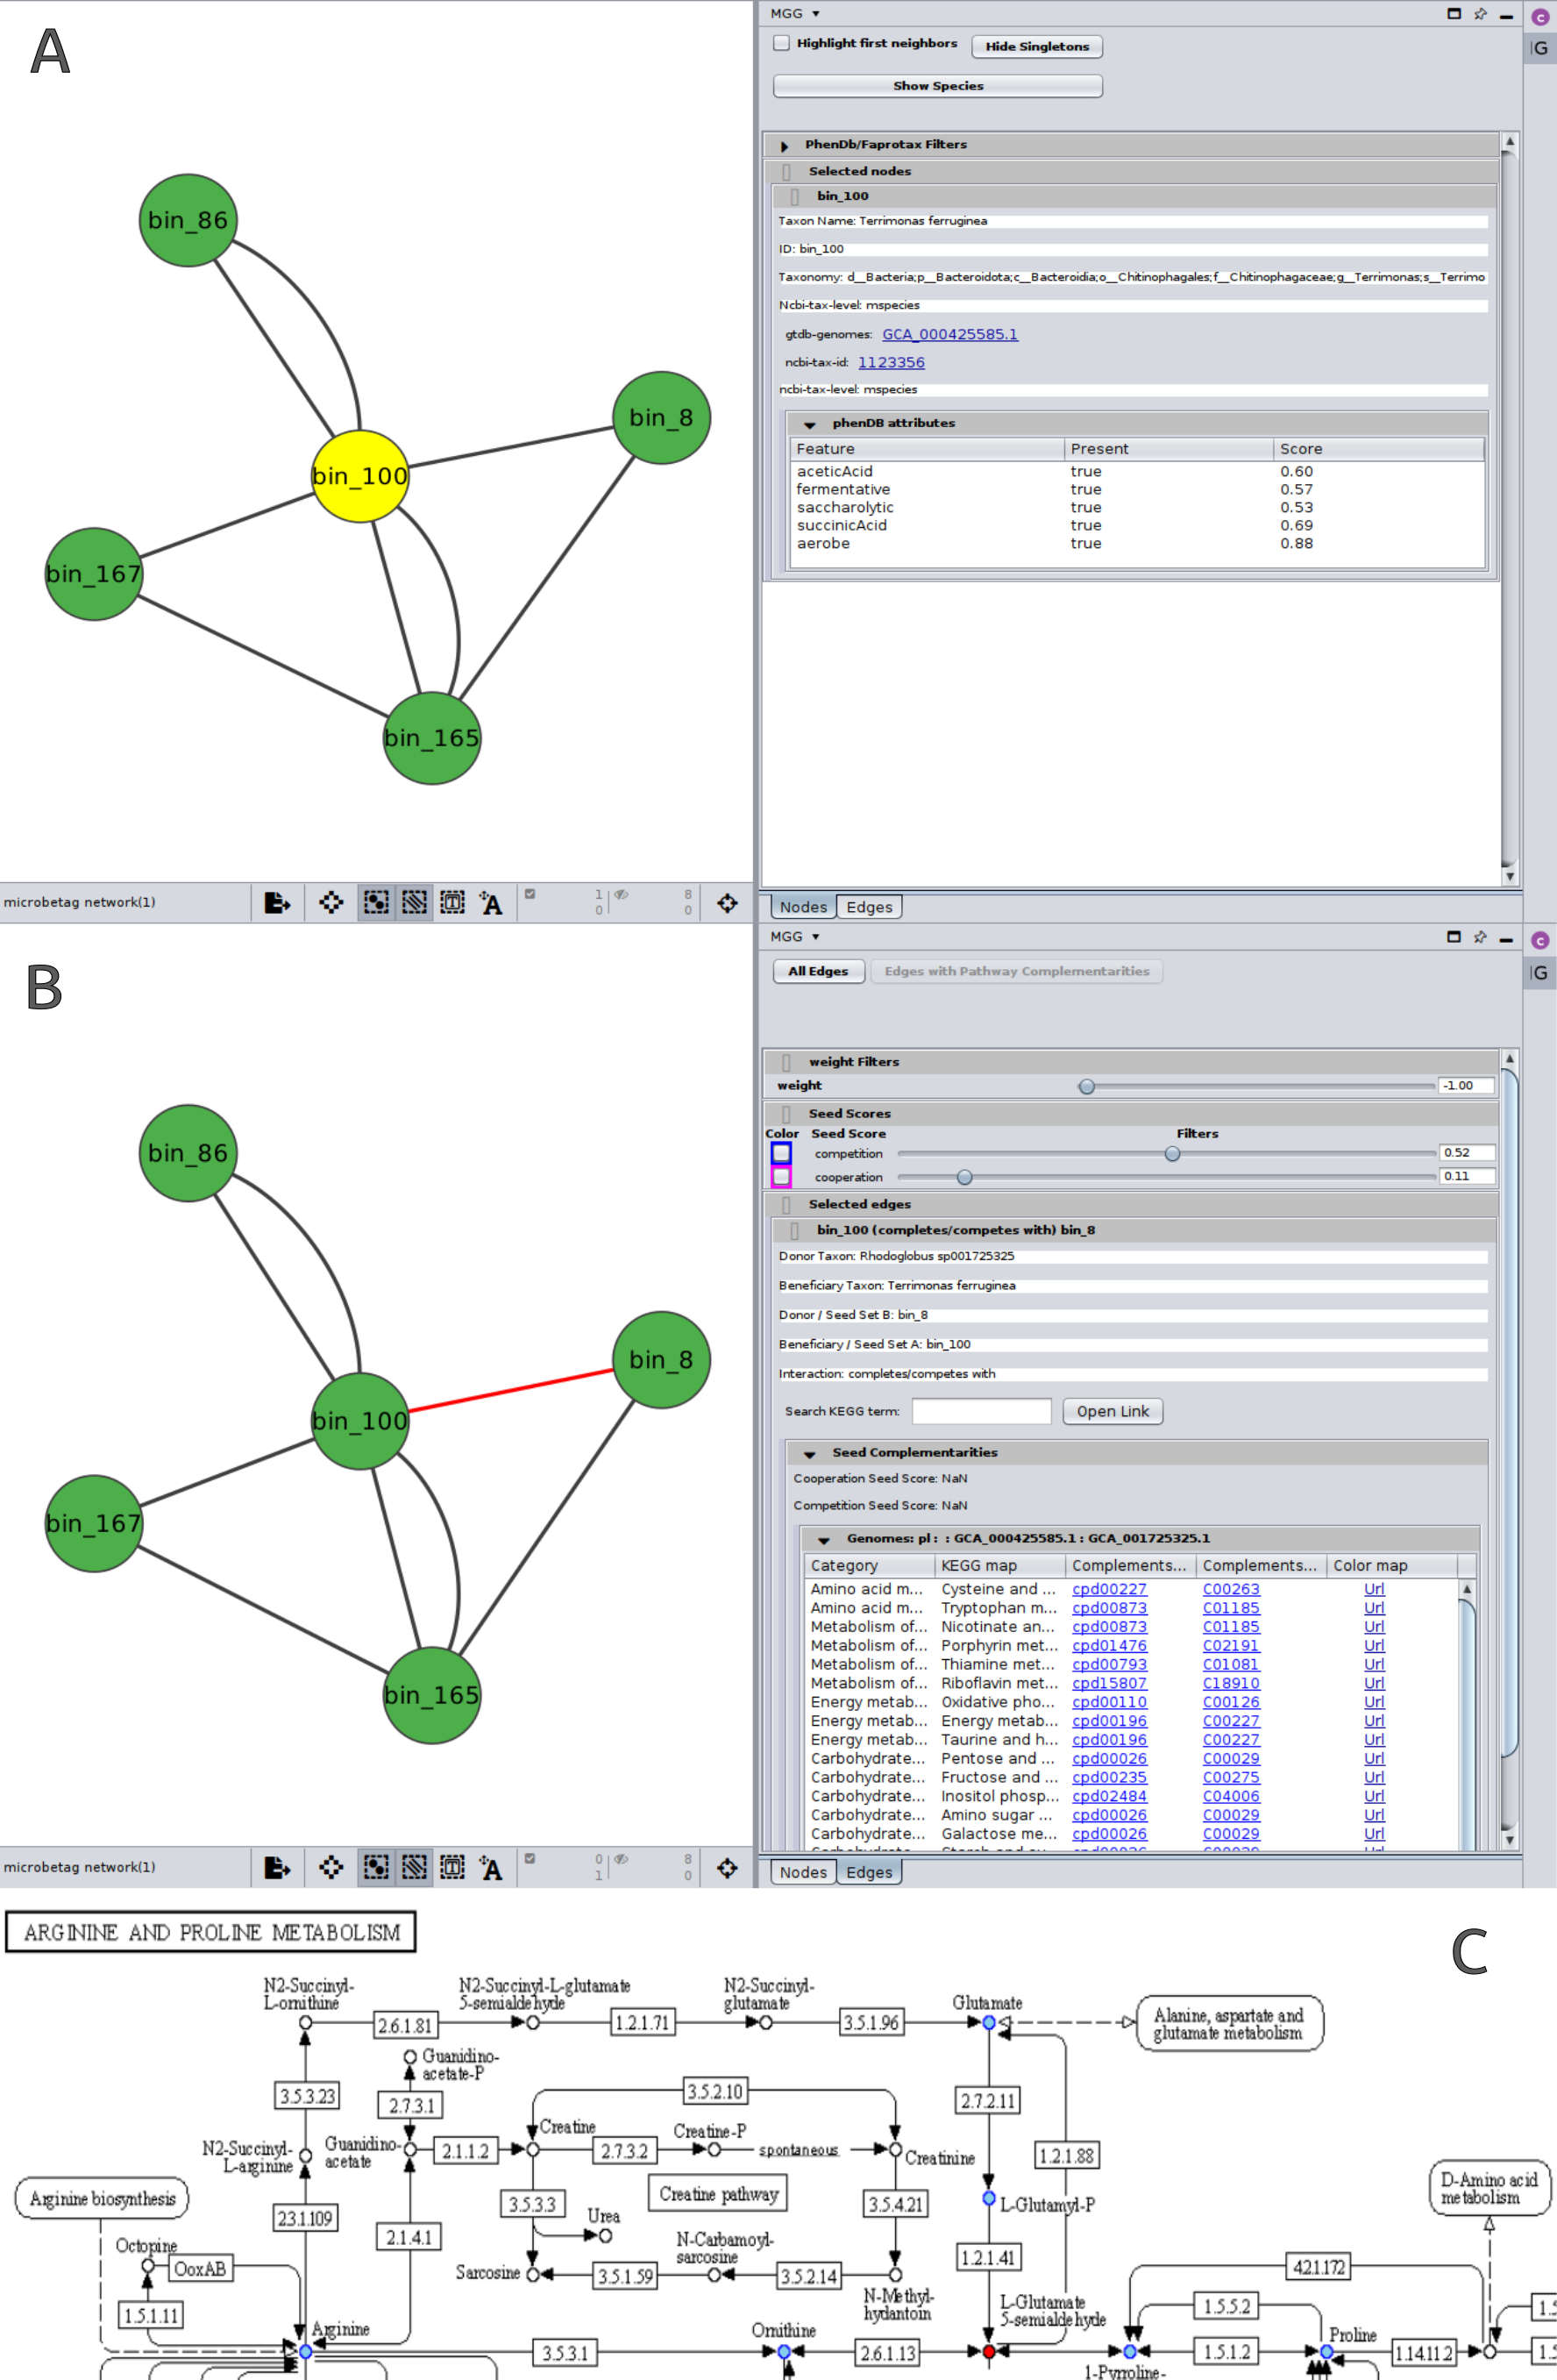 A
bin_86
bin_8
bin_100
bin_167
bin_165
microbetag network(1)
1
0
8
0
MGG
Highlight first neighbors
Hide Singletons
Show Species
PhenDb/Faprotax Filters
Selected nodes
bin_100
Taxon Name: Terrimonas ferruginea
ID: bin_100
Taxonomy: d__Bacteria;p__Bacteroidota;c__Bacteroidia;o__Chitinophagales;f__Chitinophagaceae;g__Terrimonas;s__Terrimo
Ncbi-tax-level: mspecies
gtdb-genomes: GCA_000425585.1
ncbi-tax-id: 1123356
ncbi-tax-level: mspecies
phenDB attributes
Feature Present Score
aceticAcid true 0.60
fermentative true 0.57
saccharolytic true 0.53
succinicAcid true 0.69
aerobe true 0.88
Nodes Edges
C
IG
B
bin_86
bin_8
bin_100
bin_167
bin_165
microbetag network(1)
0
1
8
0
MGG
All Edges Edges with Pathway Complementarities
weight Filters
weight -1.00
Seed Scores
Color Seed Score Filters
competition 0.52
cooperation 0.11
Selected edges
bin_100 (completes/competes with) bin_8
Donor Taxon: Rhodoglobus sp001725325
Beneficiary Taxon: Terrimonas ferruginea
Donor / Seed Set B: bin_8
Beneficiary / Seed Set A: bin_100
Interaction: completes/competes with
Search KEGG term: Open Link
Seed Complementarities
Cooperation Seed Score: NaN
Competition Seed Score: NaN
Genomes: pl : : GCA_000425585.1 : GCA_001725325.1
Category KEGG map Complements... Complements... Color map
Amino acid m... Cysteine and ... cpd00227 C00263 Url
Amino acid m... Tryptophan m... cpd00873 C01185 Url
Metabolism of... Nicotinate an... cpd00873 C01185 Url
Metabolism of... Porphyrin met... cpd01476 C02191 Url
Metabolism of... Thiamine met... cpd00793 C01081 Url
Metabolism of... Riboflavin met... cpd15807 C18910 Url
Energy metab... Oxidative pho... cpd00110 C00126 Url
Energy metab... Energy metab... cpd00196 C00227 Url
Energy metab... Taurine and h... cpd00196 C00227 Url
Carbohydrate... Pentose and ... cpd00026 C00029 Url
Carbohydrate... Fructose and ... cpd00235 C00275 Url
Carbohydrate... Inositol phosp... cpd02484 C04006 Url
Carbohydrate... Amino sugar ... cpd00026 C00029 Url
Carbohydrate... Galactose me... cpd00026 C00029 Url
Nodes Edges
C
IG
ARGININE AND PROLINE METABOLISM
C
N2-Succinyl-
L-ornithine
N2-Succinyl-L-glutamate
5-semialdehyde
N2-Succinyl-
glutamate
Glutamate
2.6.1.81
1.2.1.71
3.5.1.96
Alanine, aspartate and
glutamate metabolism
Guanidino-
acetate-P
3.5.3.23
2.7.3.1
3.5.2.10
2.7.2.11
N2-Succinyl-
L-arginine
Guanidino-
acetate
2.1.1.2
Creatine
2.7.3.2
Creatine-P
spontaneous
Creatinine
1.2.1.88
Arginine biosynthesis
23.1.109
2.1.4.1
3.5.3.3
Urea
Creatine pathway
3.5.4.21
L-Glutamyl-P
D-Amino acid
metabolism
Octopine
OoxAB
Sarcosine
3.5.1.59
N-Carbamoyl-
sarcosine
3.5.2.14
N-Methyl-
hydantoin
1.2.1.41
L-Glutamate
5-semialdehyde
42.1.172
1.5.5.2
1.5.1.11
Arginine
3.5.3.1
Ornithine
2.6.1.13
1.5.1.2
Proline
1.14.11.2
1-Pyrroline-